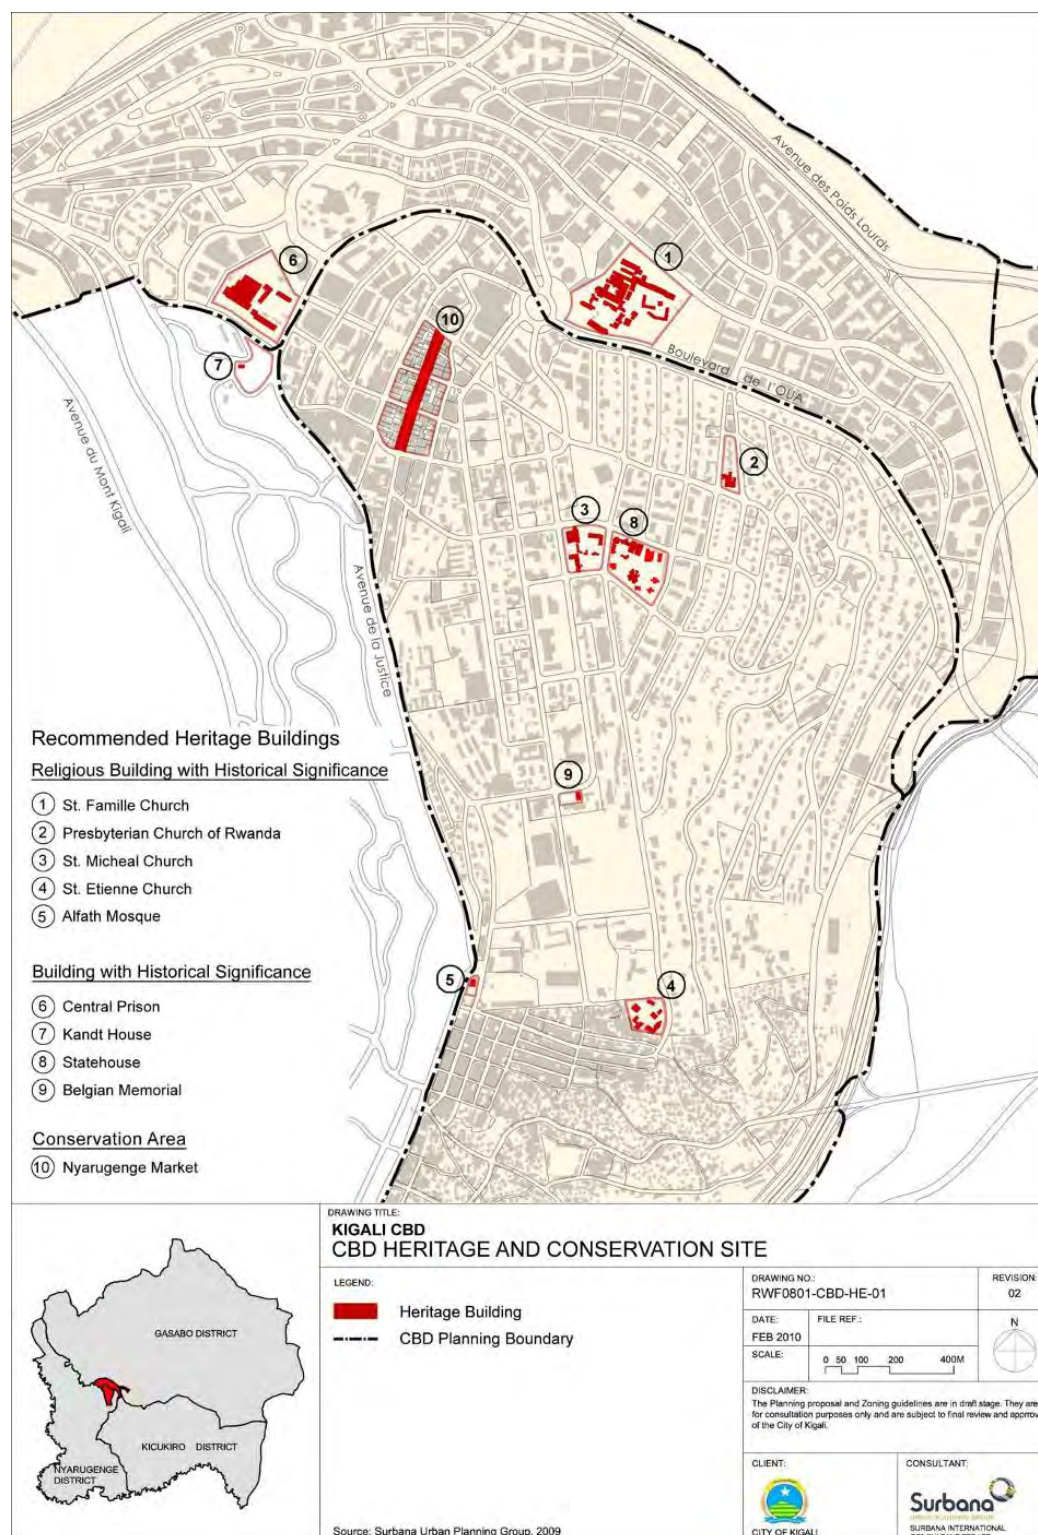 Avenue des Poids Lourds
6
1
10
7
Boulevard de l'OUA
Avenue du Mont Kigali
2
3
8
Avenue de la Justice
9
5
4
Recommended Heritage Buildings
Religious Building with Historical Significance
1 St. Famille Church
2 Presbyterian Church of Rwanda
3 St. Micheal Church
4 St. Etienne Church
5 Alfath Mosque
Building with Historical Significance
6 Central Prison
7 Kandt House
8 Statehouse
9 Belgian Memorial
Conservation Area
10 Nyarugenge Market
GASABO DISTRICT
KICUKIRO DISTRICT
NYARUGENGE
DISTRICT
DRAWING TITLE:
KIGALI CBD
CBD HERITAGE AND CONSERVATION SITE
LEGEND:
Heritage Building
CBD Planning Boundary
Source: Surbana Urban Planning Group, 2009
DRAWING NO.:
RWF0801-CBD-HE-01
REVISION:
02
DATE:
FEB 2010
FILE REF.:
N
SCALE:
0 50 100 200 400M
DISCLAIMER:
The Planning proposal and Zoning guidelines are in draft stage. They are
for consultation purposes only and are subject to final review and approv
of the City of Kigali.
CLIENT:
CITY OF KIGALI
CONSULTANT:
Surbana
URBAN PLANNING GROUP
SURBANA INTERNATIONAL